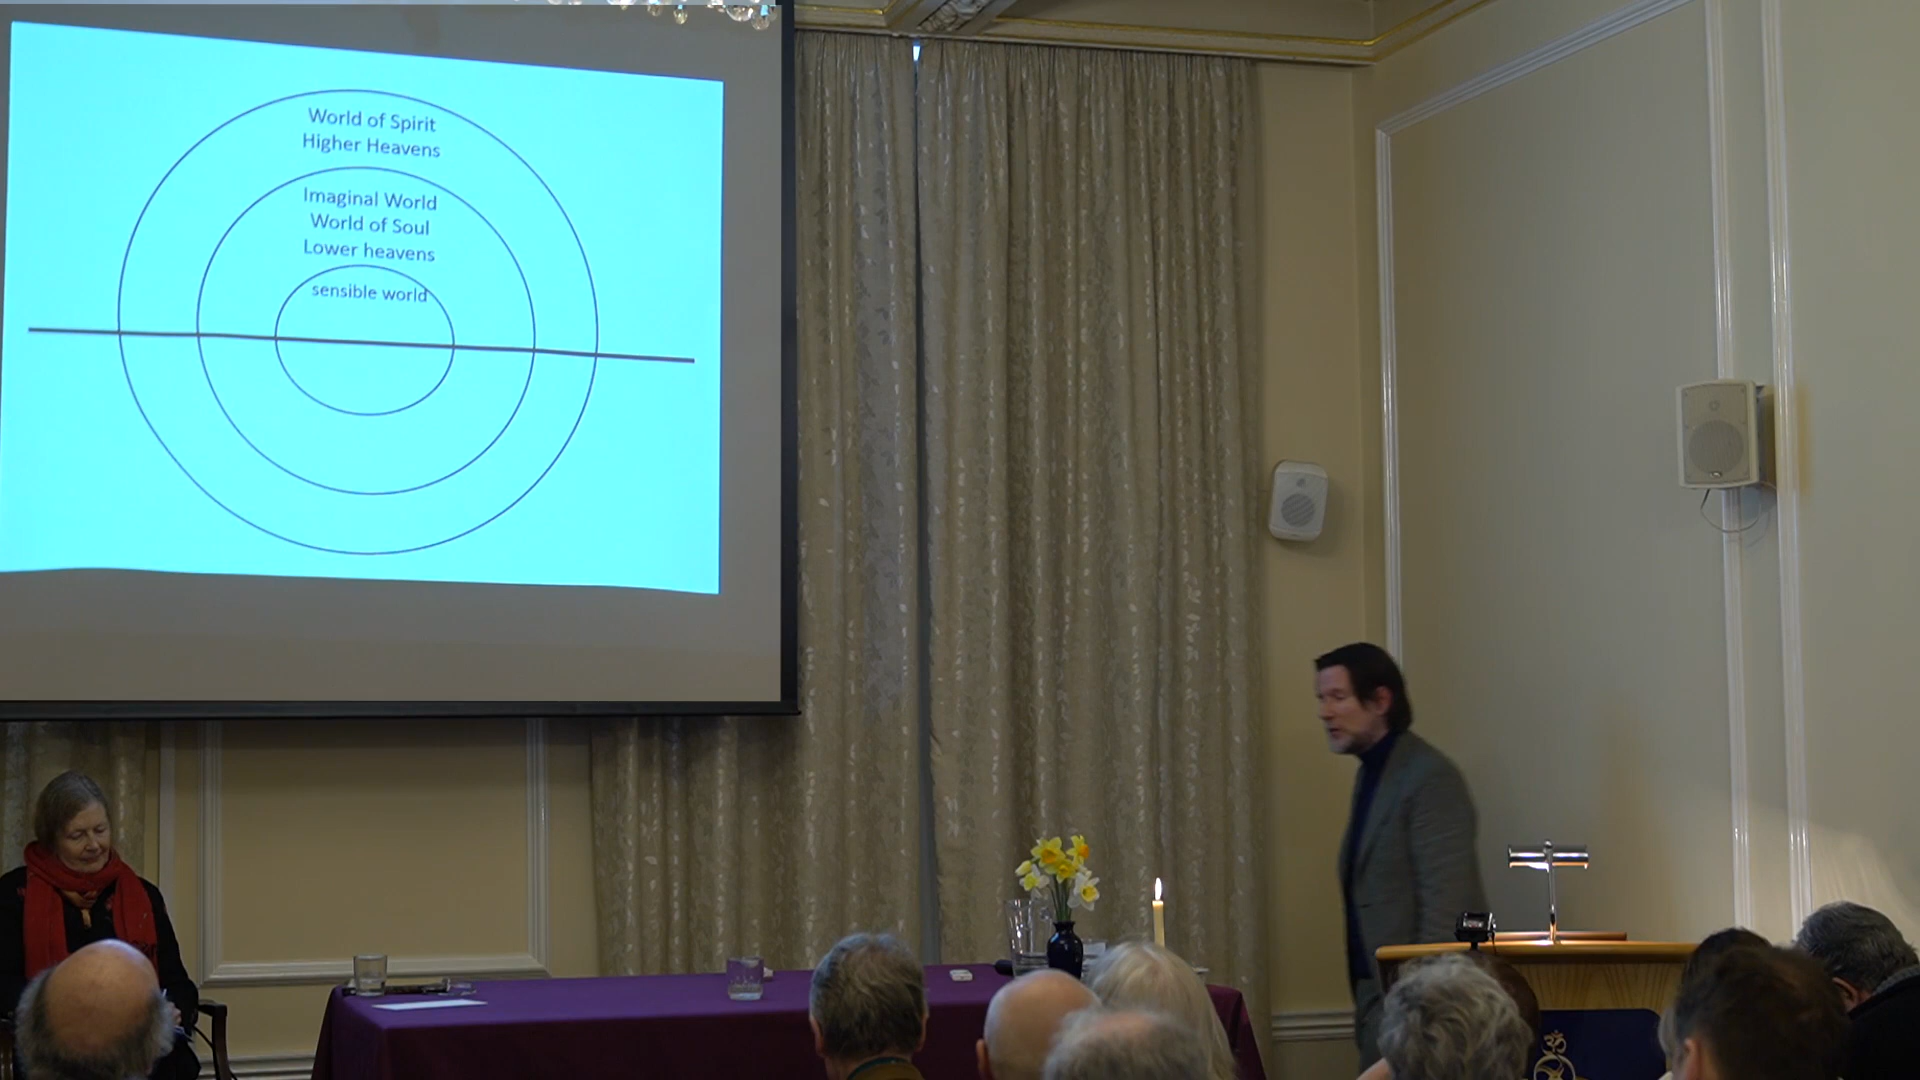 World of Spirit
Higher Heavens
Imaginal World
World of Soul
Lower heavens
sensible world
ॐ